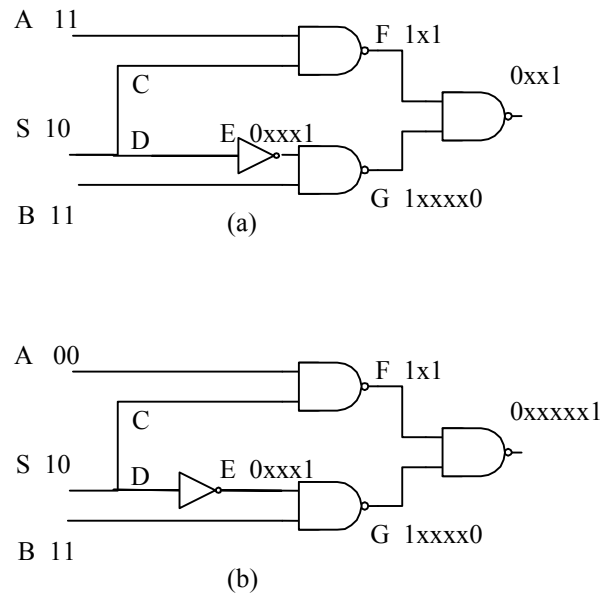 A 11
F 1x1
0xx1
C
S 10
D
E 0xxx1
G 1xxxx0
B 11
(a)
A 00
F 1x1
0xxxxx1
C
S 10
D
E 0xxx1
G 1xxxx0
B 11
(b)